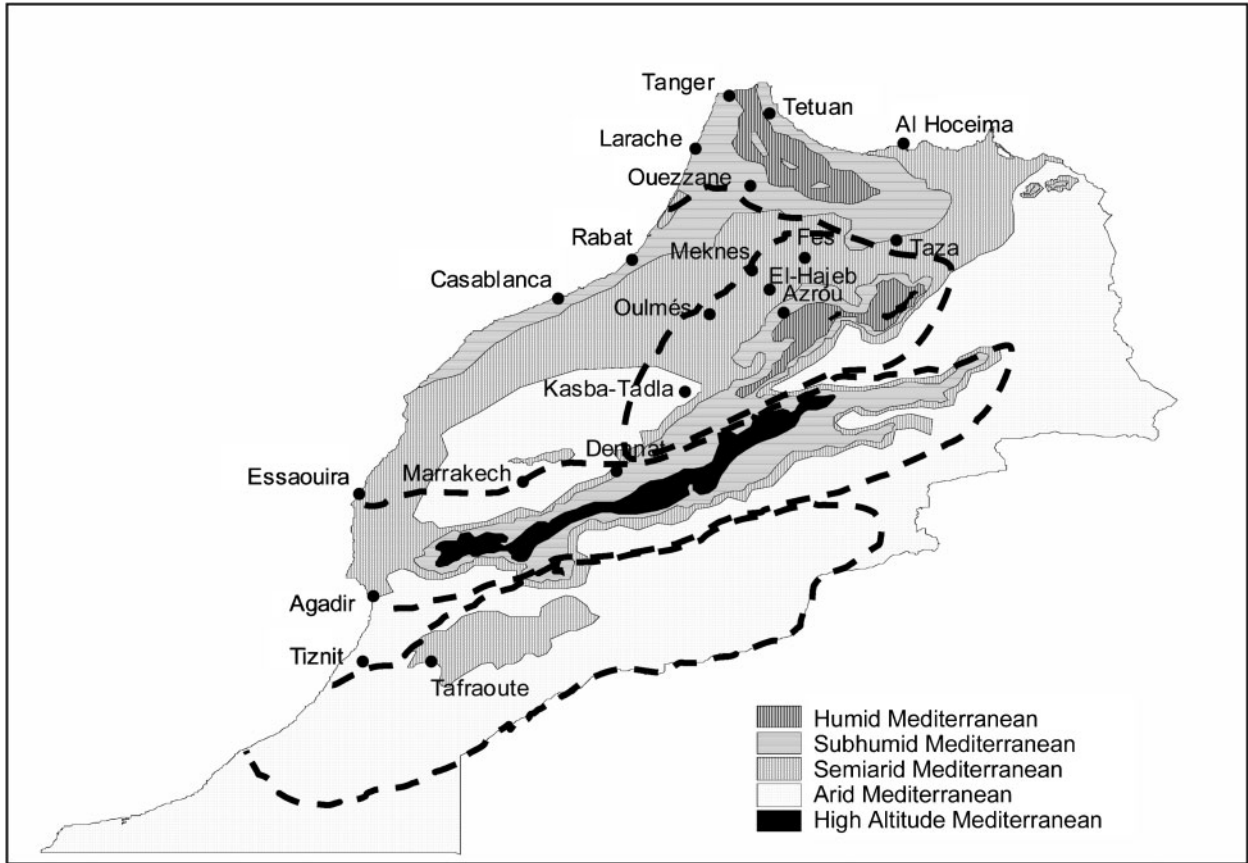 Tanger
Tetuan
Al Hoceima
Larache
Ouezzane
Rabat
Meknes
Fes
Taza
El-Hajeb
Casablanca
Azrou
Oulmés
Kasba-Tadla
Demnat
Essaouira
Marrakech
Agadir
Tiznit
Tafraoute
Humid Mediterranean
Subhumid Mediterranean
Semiarid Mediterranean
Arid Mediterranean
High Altitude Mediterranean